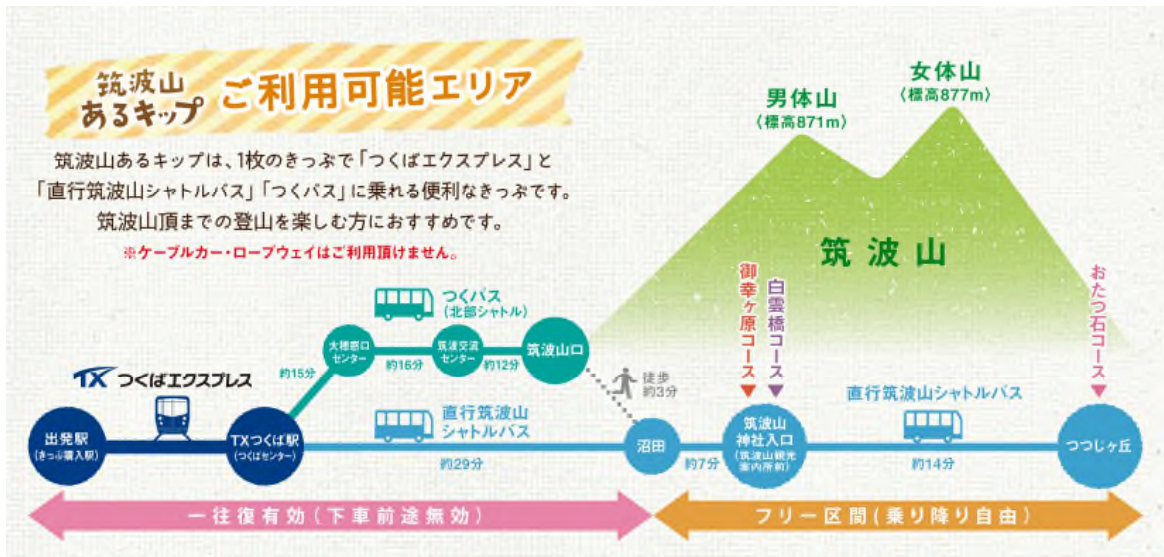 筑波山
あるキップ
ご利用可能エリア
筑波山あるキップは、1枚のきっぷで「つくばエクスプレス」と
「直行筑波山シャトルバス」「つくバス」に乗れる便利なきっぷです。
筑波山頂までの登山を楽しむ方におすすめです。
※ケーブルカー・ロープウェイはご利用頂けません。
女体山
〈標高877m〉
男体山
〈標高871m〉
筑波山
御幸ヶ原コース
白雲橋コース
おたつ石コース
つくバス
(北部シャトル)
大穂窓口
センター
約16分
筑波交流
センター
約12分
筑波山口
約15分
徒歩
約3分
TX つくばエクスプレス
出発駅
(きっぷ購入駅)
TXつくば駅
(つくばセンター)
直行筑波山
シャトルバス
約29分
沼田
約7分
筑波山
神社入口
(筑波山観光
案内所前)
直行筑波山シャトルバス
約14分
つつじヶ丘
一往復有効(下車前途無効)
フリー区間(乗り降り自由)